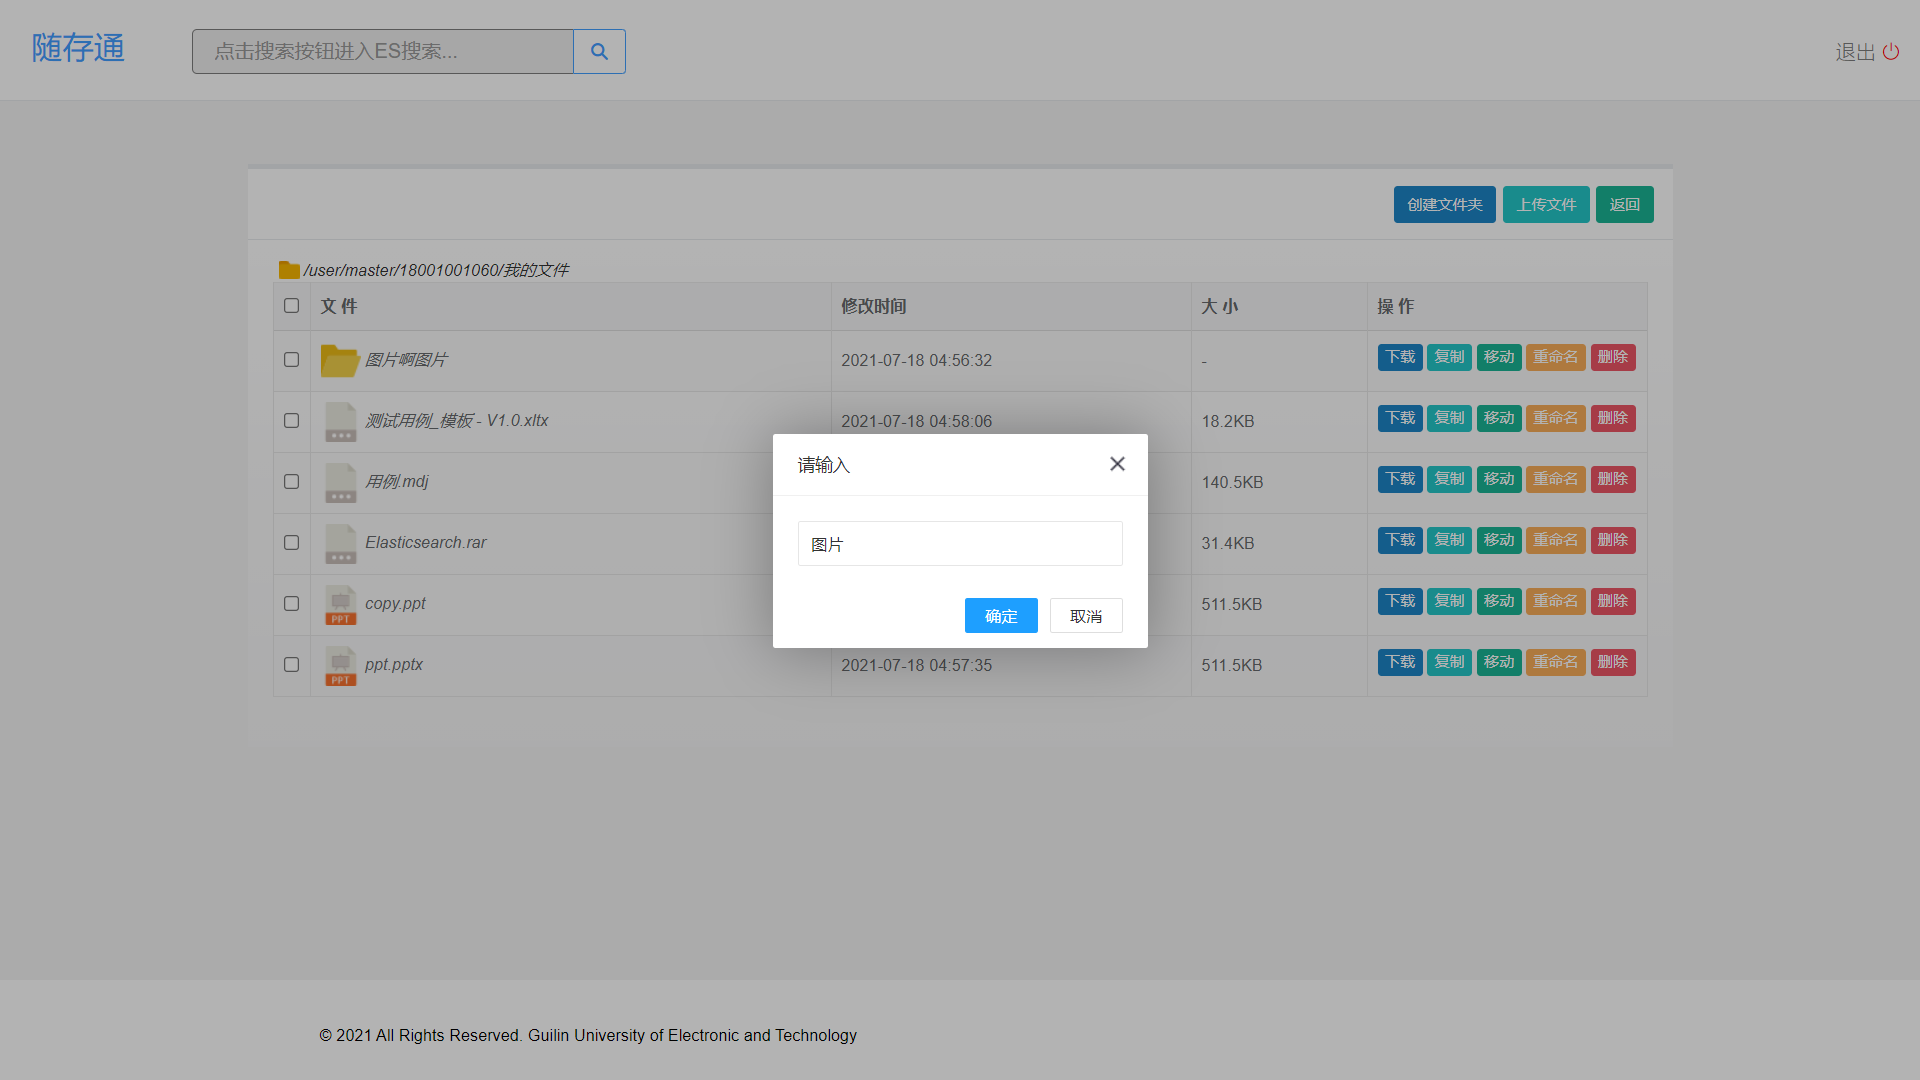 随存通
点击搜索按钮进入ES搜索...
退出
创建文件夹 上传文件 返回
/user/master/18001001060/我的文件
文 件 修改时间 大 小 操 作
图片啊图片 2021-07-18 04:56:32 - 下载 复制 移动 重命名 删除
测试用例_模板 - V1.0.xltx 2021-07-18 04:58:06 18.2KB 下载 复制 移动 重命名 删除
请输入
用例.mdj 140.5KB 下载 复制 移动 重命名 删除
图片
Elasticsearch.rar 31.4KB 下载 复制 移动 重命名 删除
PPT copy.ppt 511.5KB 下载 复制 移动 重命名 删除
确定 取消
PPT ppt.pptx 2021-07-18 04:57:35 511.5KB 下载 复制 移动 重命名 删除
© 2021 All Rights Reserved. Guilin University of Electronic and Technology